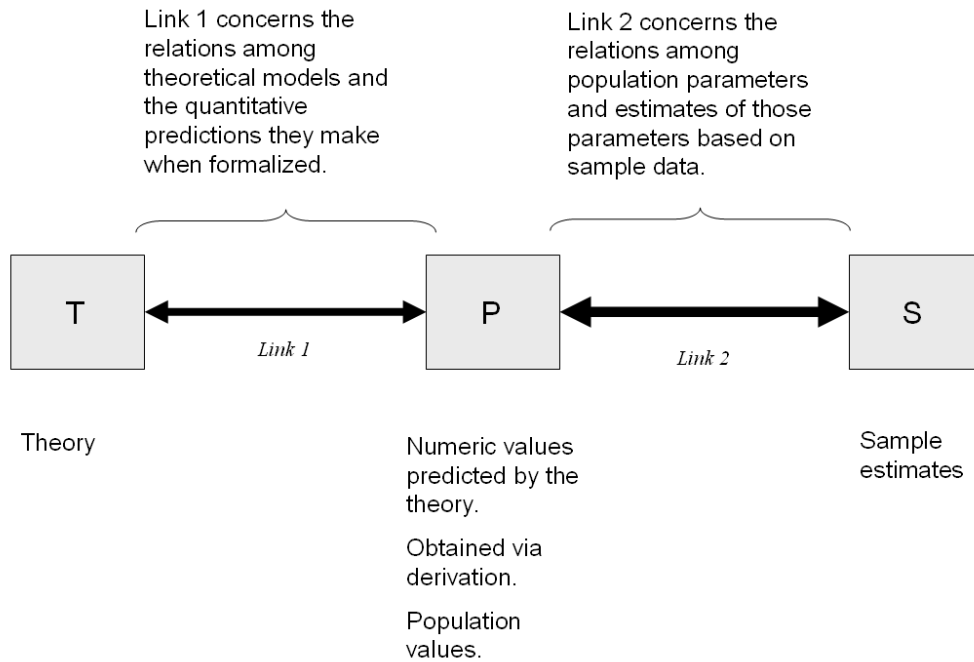 Link 1 concerns the
relations among
theoretical models and
the quantitative
predictions they make
when formalized.
Link 2 concerns the
relations among
population parameters
and estimates of those
parameters based on
sample data.
T
P
S
Link 1
Link 2
Theory
Numeric values
predicted by the
theory.
Obtained via
derivation.
Population
values.
Sample
estimates